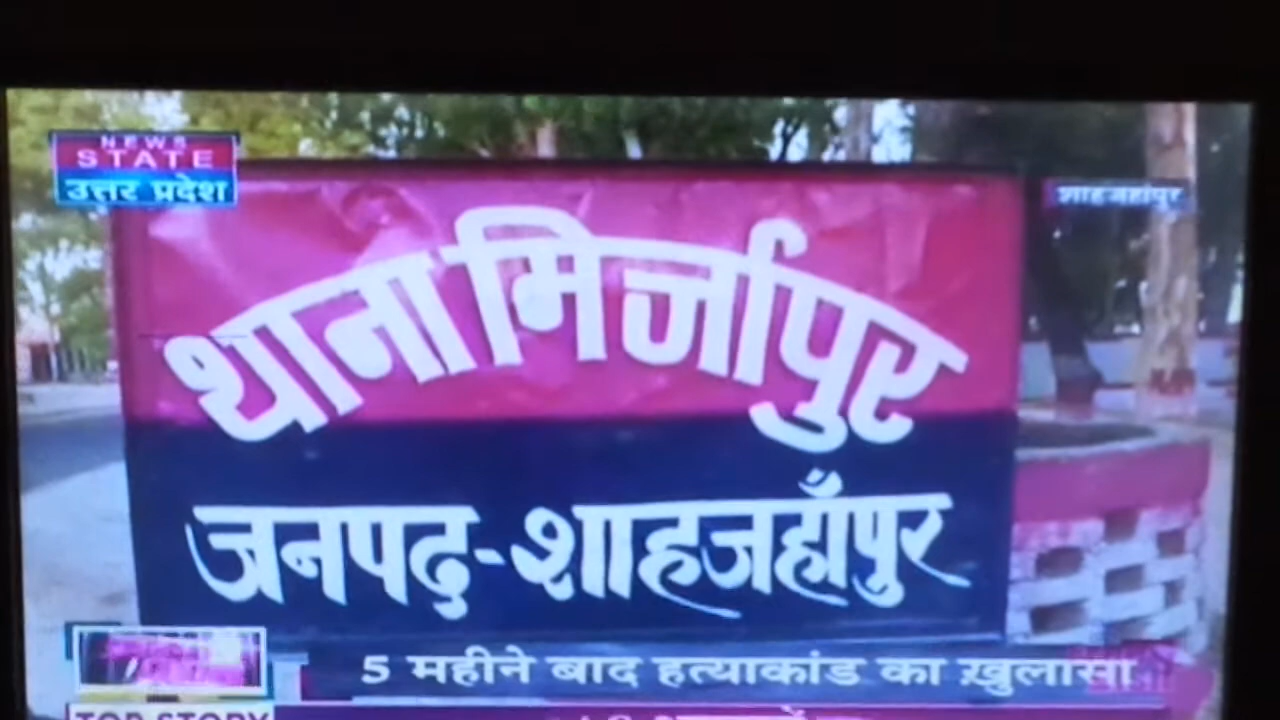 NEWS
STATE
उत्तर प्रदेश
शाहजहांपुर
थाना मिर्जापुर
जनपद-शाहजहाँपुर
5 महीने बाद हत्याकांड का ख़ुलासा
TOP STORY